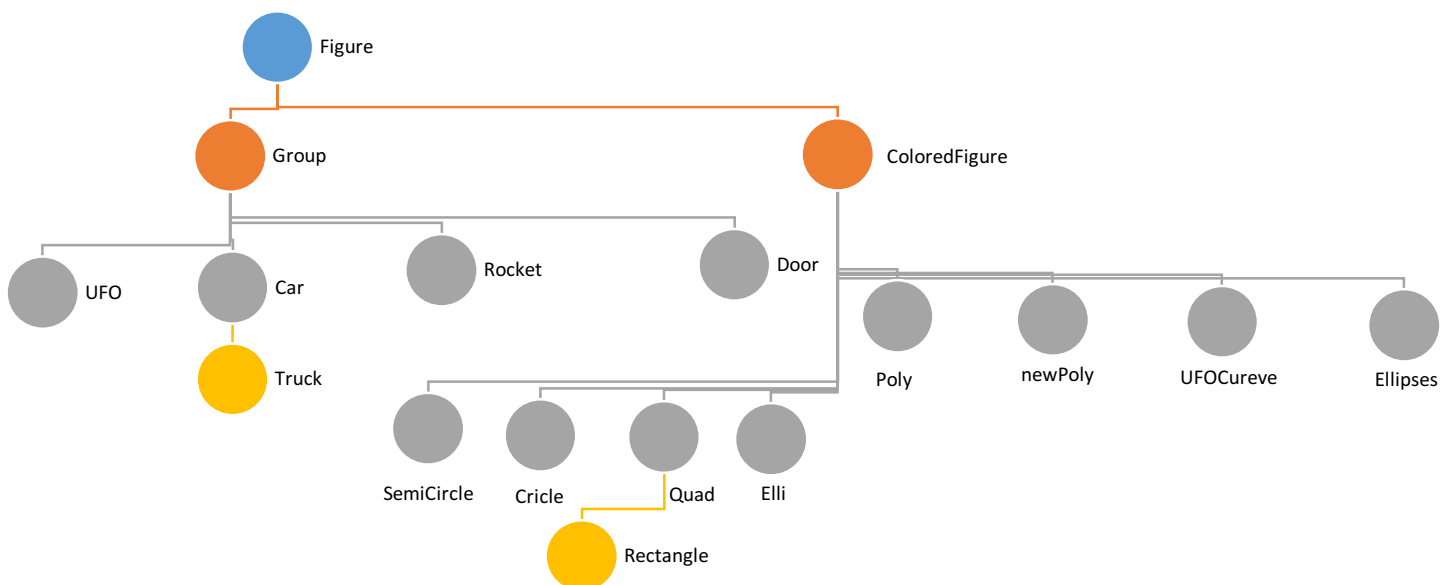 Figure
Group
ColoredFigure
UFO
Car
Rocket
Door
Poly
newPoly
UFOCureve
Ellipses
Truck
SemiCircle
Cricle
Quad
Elli
Rectangle